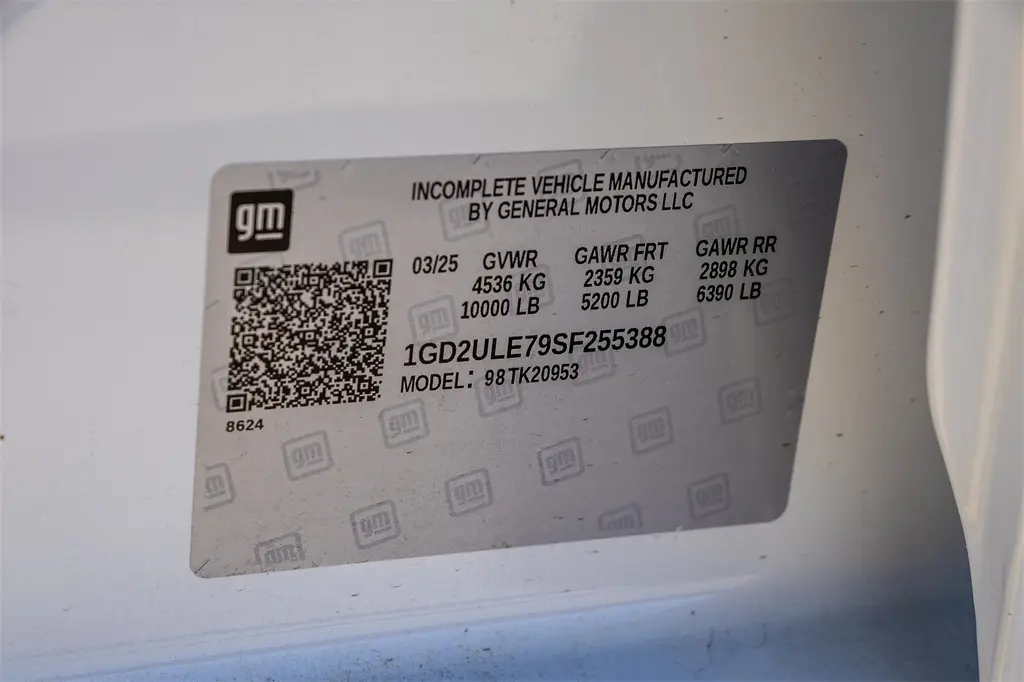 gm
INCOMPLETE VEHICLE MANUFACTURED
BY GENERAL MOTORS LLC
03/25 GVWR GAWR FRT GAWR RR
4536 KG 2359 KG 2898 KG
10000 LB 5200 LB 6390 LB
1GD2ULE79SF255388
MODEL: 98TK20953
8624